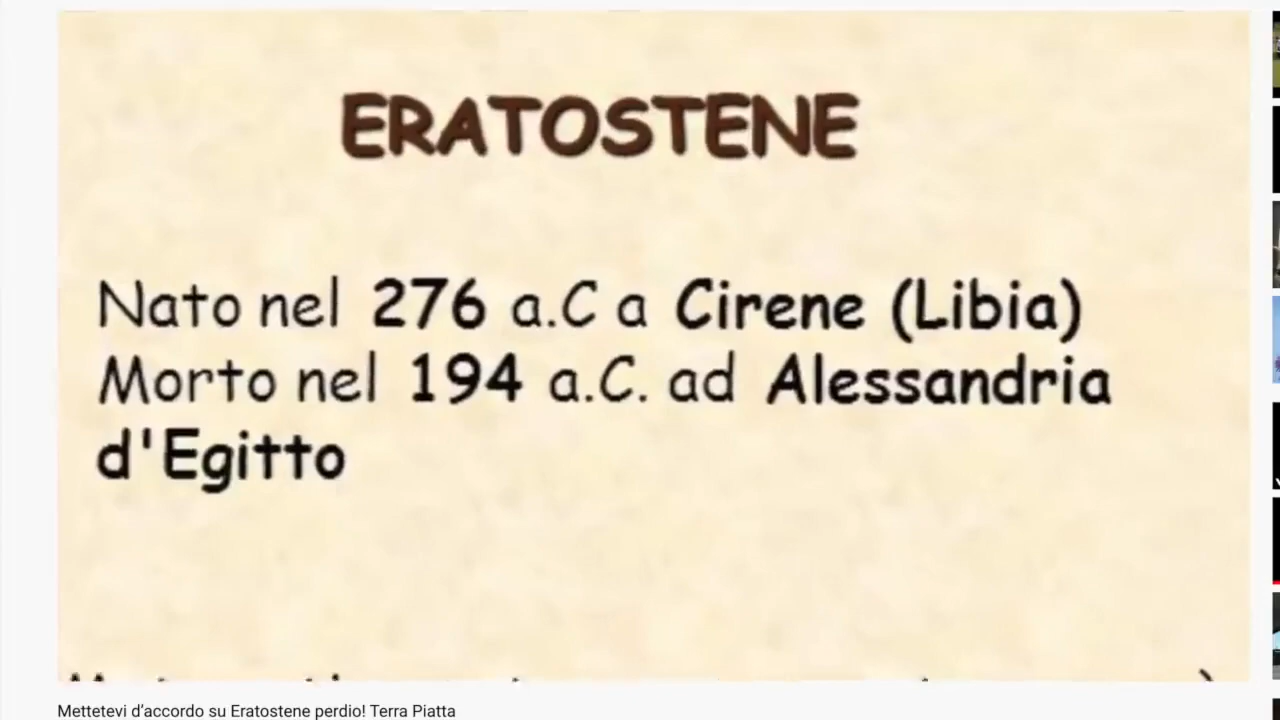 ERATOSTENE
Nato nel 276 a.C a Cirene (Libia)
Morto nel 194 a.C. ad Alessandria
d'Egitto
Mettetevi d’accordo su Eratostene perdio! Terra Piatta